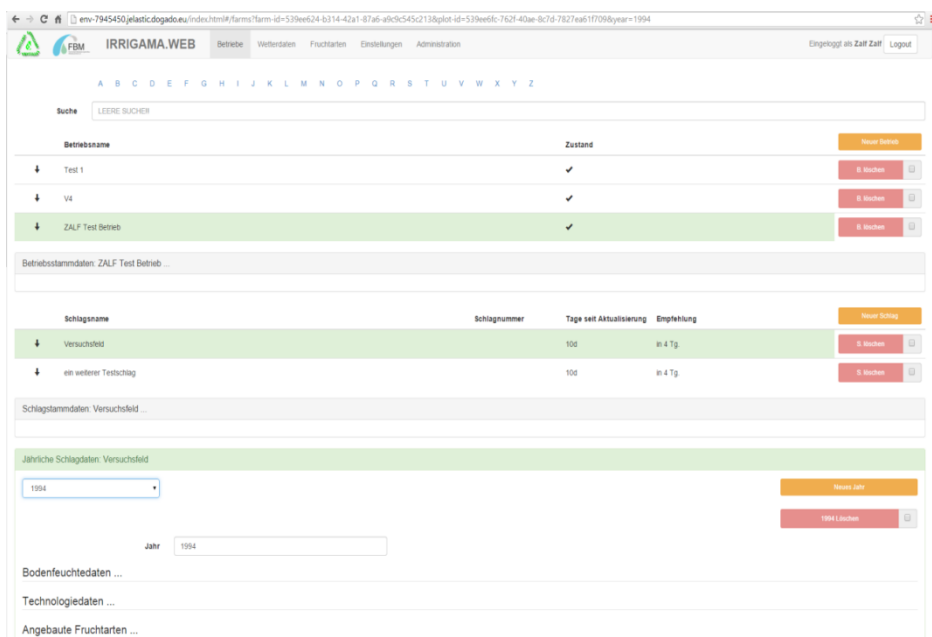 env-7945450.jelastic.dogado.eu/index.html#/farms?farm-id=539ee624-b314-42a1-87a6-a9c9c545c213&plot-id=539ee6fc-762f-40ae-8c7d-7827ea61f709&year=1994
FBM IRRIGAMA.WEB Betriebe Wetterdaten Fruchtarten Einstellungen Administration Eingeloggt als Zalf Zalf Logout
A B C D E F G H I J K L M N O P Q R S T U V W X Y Z
Suche LEERE SUCHER
Betriebsname Zustand Neuer Betrieb
Test 1 B. löschen
V4 B. löschen
ZALF Test Betrieb B. löschen
Betriebsstammdaten: ZALF Test Betrieb ...
Schlagsname Schlagnummer Tage seit Aktualisierung Empfehlung Neuer Schlag
Versuchsfeld 10d in 4 Tg. S. löschen
ein weiterer Testschlag 10d in 4 Tg. S. löschen
Schlagstammdaten: Versuchsfeld ...
Jährliche Schlagdaten: Versuchsfeld
1994 Neues Jahr
1994 Löschen
Jahr 1994
Bodenfeuchtedaten ...
Technologiedaten ...
Angebaute Fruchtarten ...